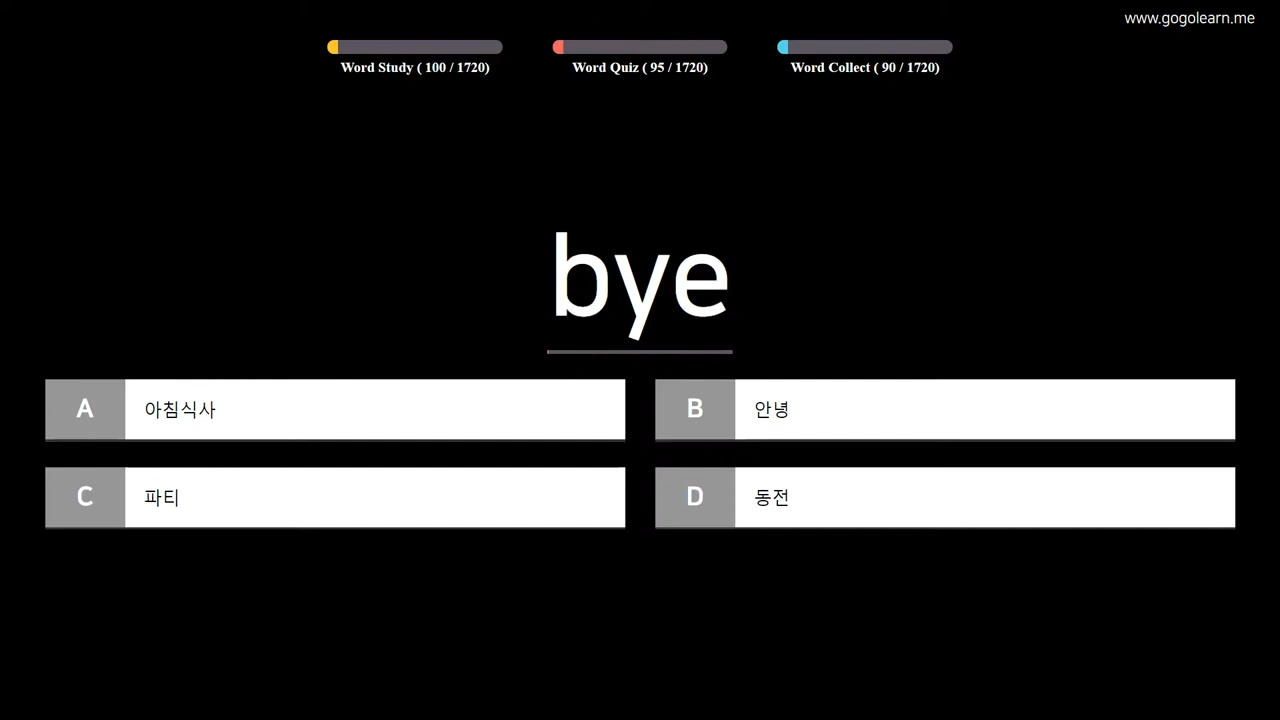 www.gogolearn.me
Word Study ( 100 / 1720)
Word Quiz ( 95 / 1720)
Word Collect ( 90 / 1720)
bye
A 아침식사
B 안녕
C 파티
D 동전